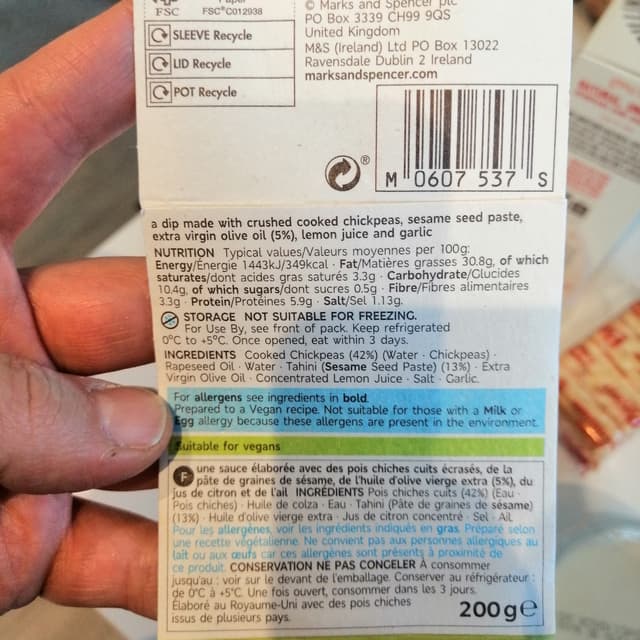 FSC
FSC®C012938
SLEEVE Recycle
LID Recycle
POT Recycle
© Marks and Spencer plc
PO Box 3339 CH99 9QS
United Kingdom
M&S (Ireland) Ltd PO Box 13022
Ravensdale Dublin 2 Ireland
marksandspencer.com
®
M 0607 537 S
a dip made with crushed cooked chickpeas, sesame seed paste,
extra virgin olive oil (5%), lemon juice and garlic
NUTRITION Typical values/Valeurs moyennes per 100g:
Energy/Énergie 1443kJ/349kcal · Fat/Matières grasses 30.8g, of which
saturates/dont acides gras saturés 3.3g · Carbohydrate/Glucides
10.4g, of which sugars/dont sucres 0.5g · Fibre/Fibres alimentaires
3.3g · Protein/Protéines 5.9g · Salt/Sel 1.13g.
STORAGE NOT SUITABLE FOR FREEZING.
For Use By, see front of pack. Keep refrigerated
0°C to +5°C. Once opened, eat within 3 days.
INGREDIENTS Cooked Chickpeas (42%) (Water · Chickpeas) ·
Rapeseed Oil · Water · Tahini (Sesame Seed Paste) (13%) · Extra
Virgin Olive Oil · Concentrated Lemon Juice · Salt · Garlic.
For allergens see ingredients in bold.
Prepared to a Vegan recipe. Not suitable for those with a Milk or
Egg allergy because these allergens are present in the environment.
Suitable for vegans
F une sauce élaborée avec des pois chiches cuits écrasés, de la
pâte de graines de sésame, de l'huile d'olive vierge extra (5%), du
jus de citron et de l'ail INGRÉDIENTS Pois chiches cuits (42%) (Eau ·
Pois chiches) · Huile de colza · Eau · Tahini (Pâte de graines de sésame)
(13%) · Huile d'olive vierge extra · Jus de citron concentré · Sel · Ail.
Pour les allergènes, voir les ingrédients indiqués en gras. Préparé selon
une recette végétalienne. Ne convient pas aux personnes allergiques au
lait ou aux œufs car ces allergènes sont présents à proximité de
ce produit. CONSERVATION NE PAS CONGELER À consommer
jusqu'au : voir sur le devant de l'emballage. Conserver au réfrigérateur :
de 0°C à +5°C. Une fois ouvert, consommer dans les 3 jours.
Élaboré au Royaume-Uni avec des pois chiches
issus de plusieurs pays.
200g e